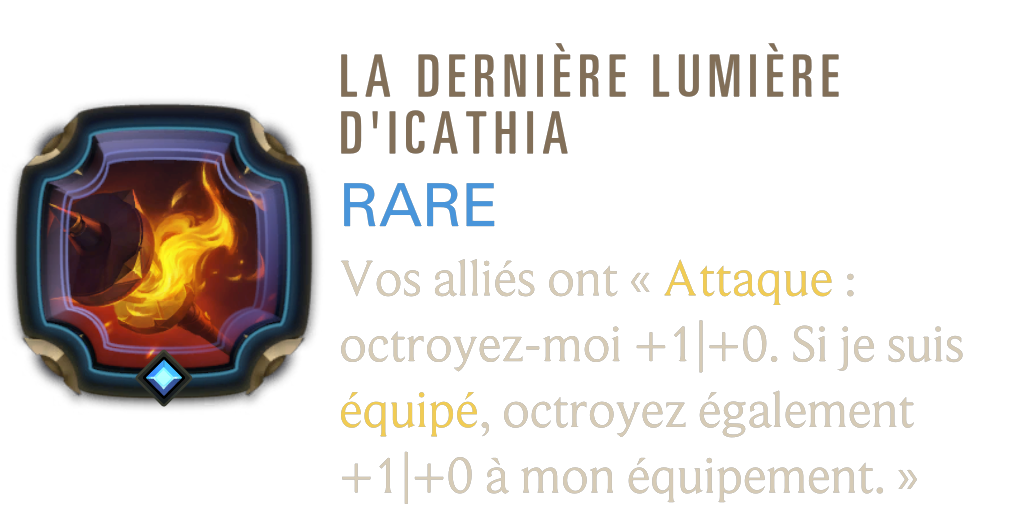 LA DERNIÈRE LUMIÈRE
D'ICATHIA
RARE
Vos alliés ont « Attaque :
octroyez-moi +1|+0. Si je suis
équipé, octroyez également
+1|+0 à mon équipement. »